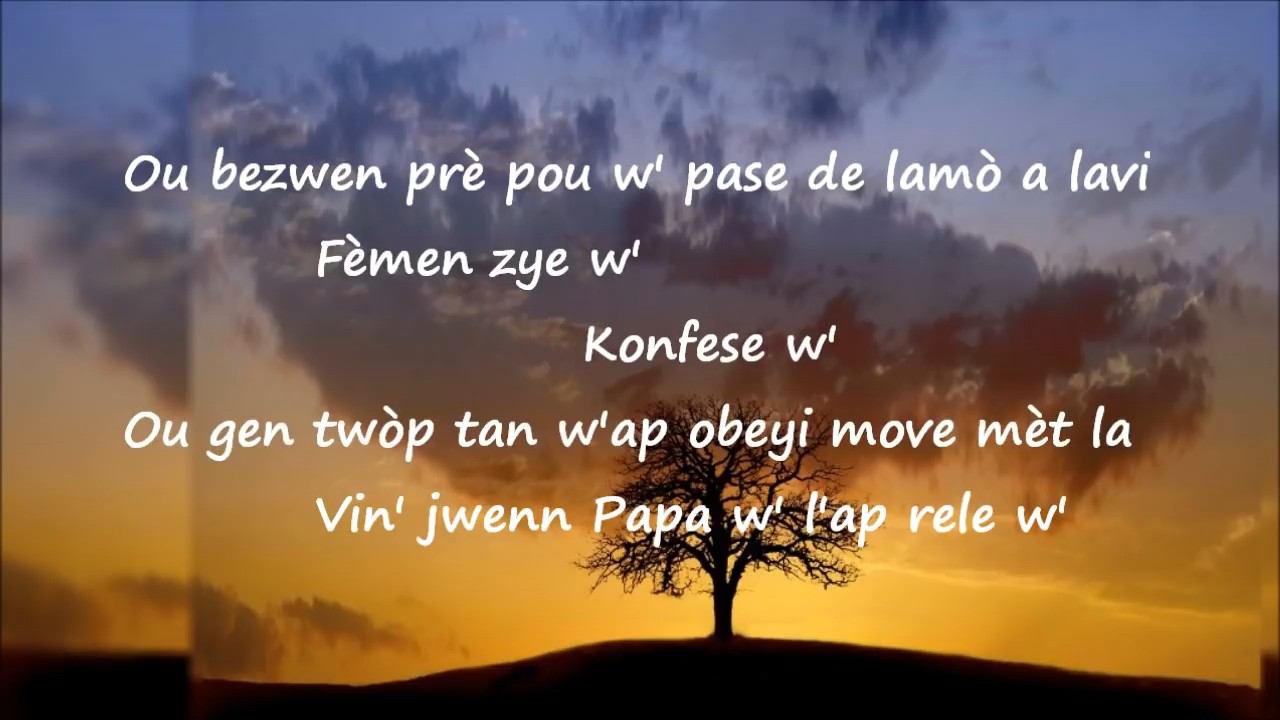 Ou bezwen prè pou w' pase de lamò a lavi
Fèmen zye w'
Konfese w'
Ou gen twòp tan w'ap obeyi move mèt la
Vin' jwenn Papa w' l'ap rele w'